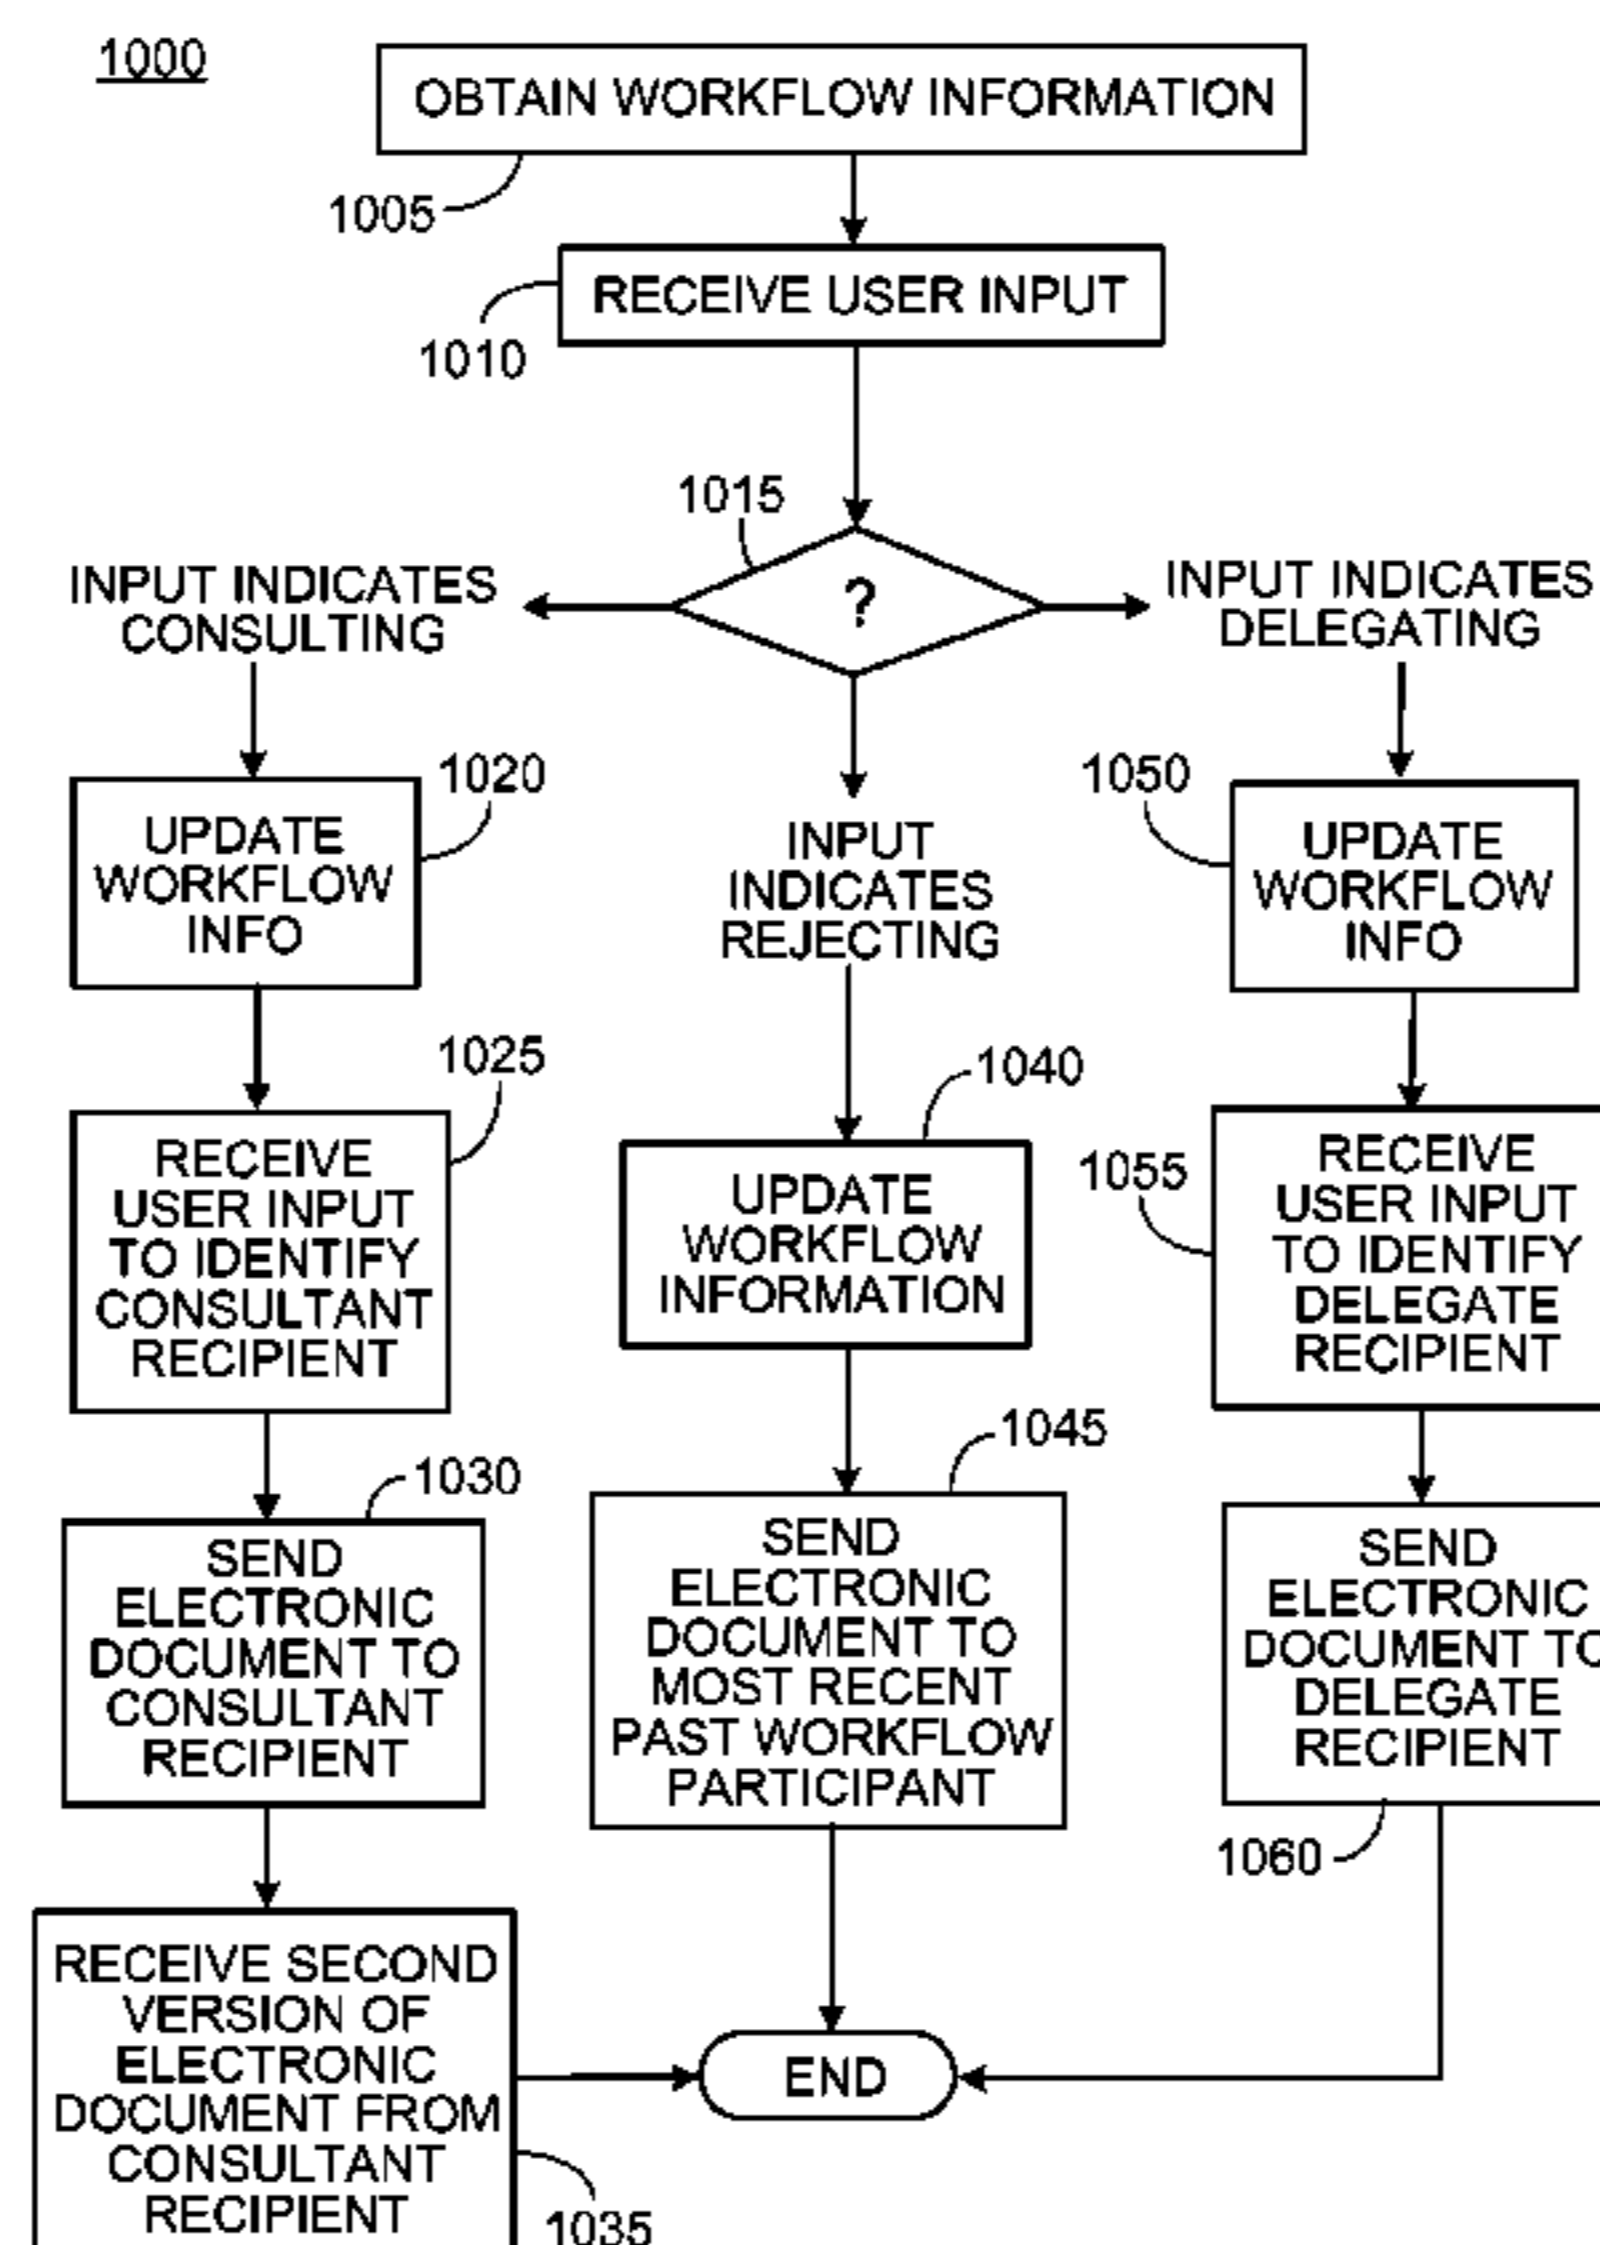 1000
OBTAIN WORKFLOW INFORMATION
1005
RECEIVE USER INPUT
1010
1015
?
INPUT INDICATES
CONSULTING
INPUT INDICATES
DELEGATING
1020
UPDATE
WORKFLOW
INFO
1025
RECEIVE
USER INPUT
TO IDENTIFY
CONSULTANT
RECIPIENT
1030
SEND
ELECTRONIC
DOCUMENT TO
CONSULTANT
RECIPIENT
RECEIVE SECOND
VERSION OF
ELECTRONIC
DOCUMENT FROM
CONSULTANT
RECIPIENT
1035
INPUT
INDICATES
REJECTING
1040
UPDATE
WORKFLOW
INFORMATION
1045
SEND
ELECTRONIC
DOCUMENT TO
MOST RECENT
PAST WORKFLOW
PARTICIPANT
END
1050
UPDATE
WORKFLOW
INFO
1055
RECEIVE
USER INPUT
TO IDENTIFY
DELEGATE
RECIPIENT
SEND
ELECTRONIC
DOCUMENT TO
DELEGATE
RECIPIENT
1060